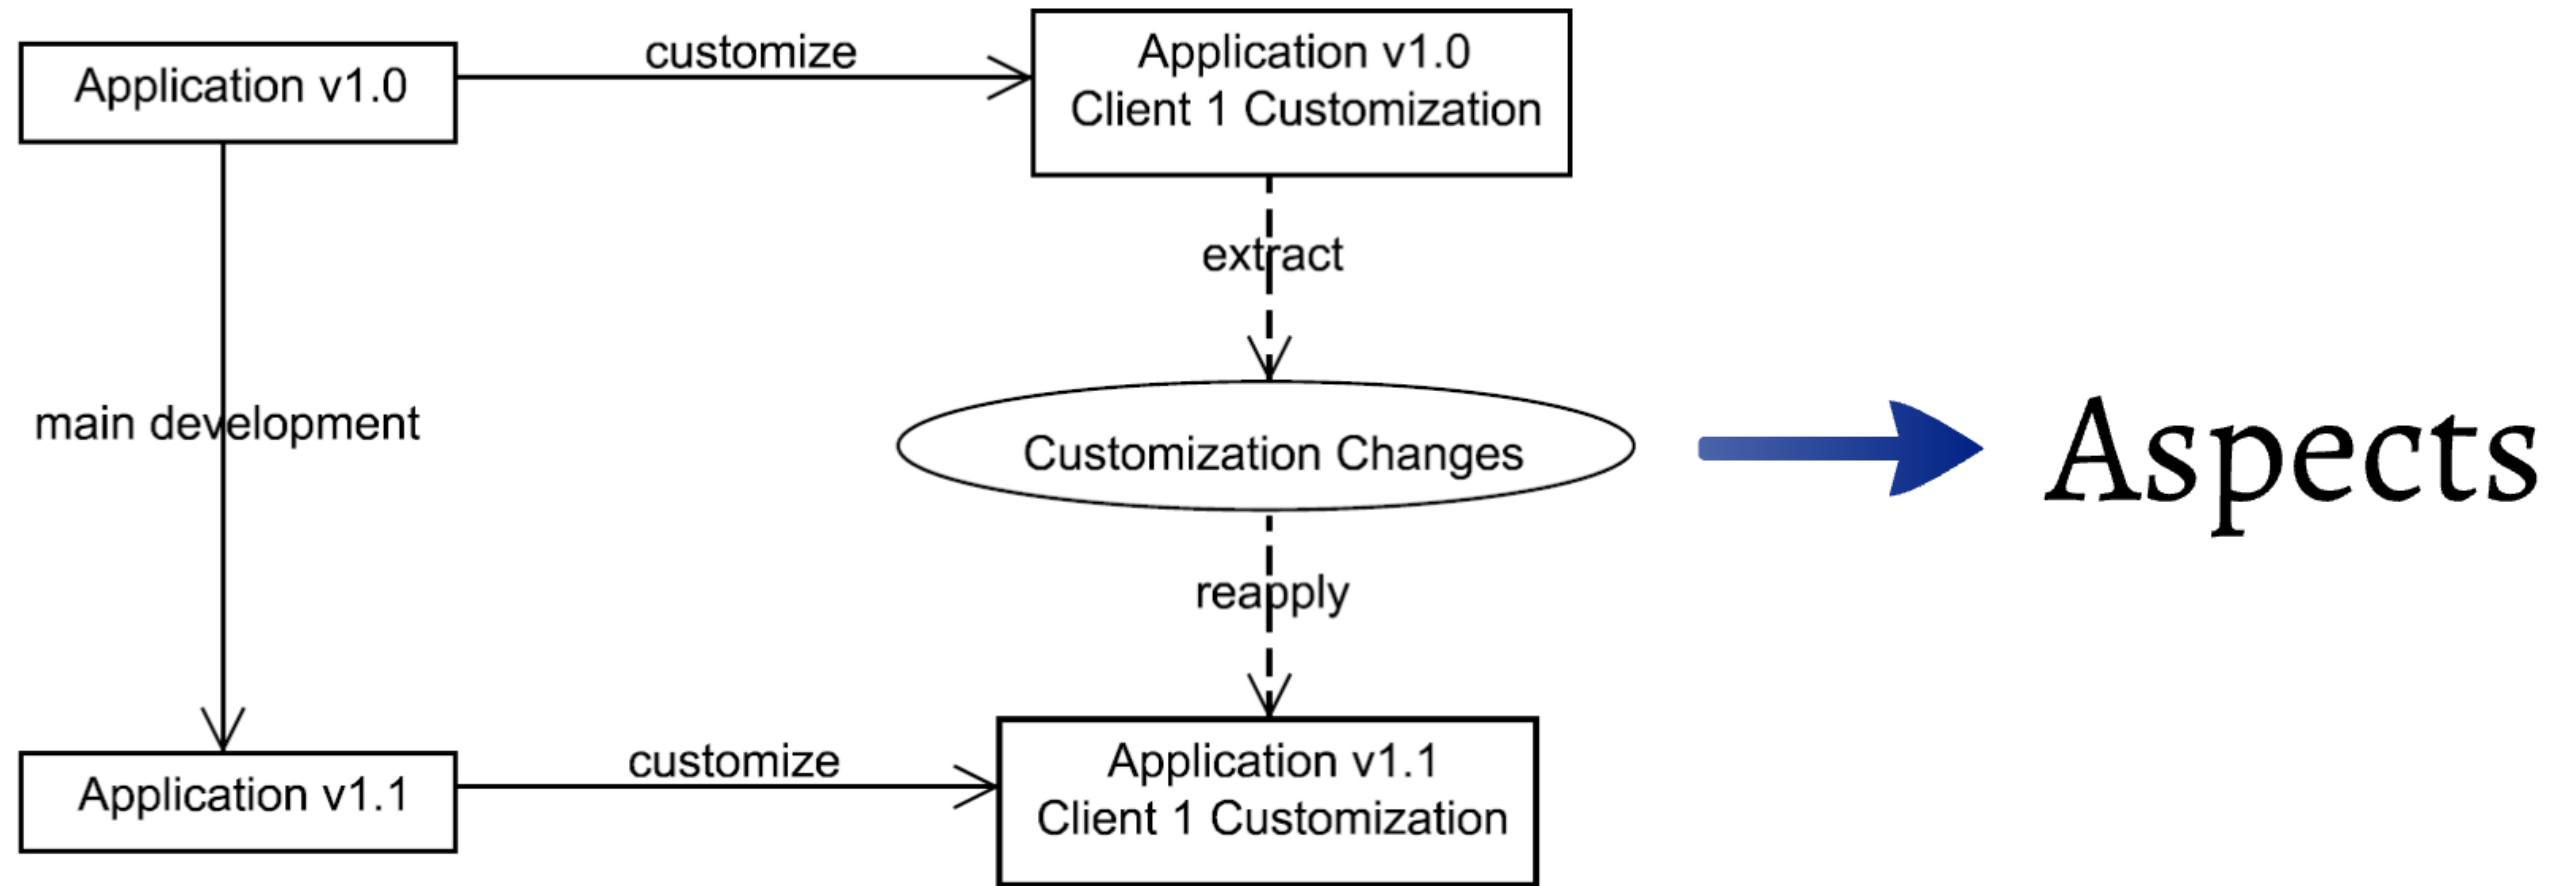 Application v1.0
customize
Application v1.0
Client 1 Customization
extract
main development
Customization Changes
Aspects
reapply
Application v1.1
customize
Application v1.1
Client 1 Customization